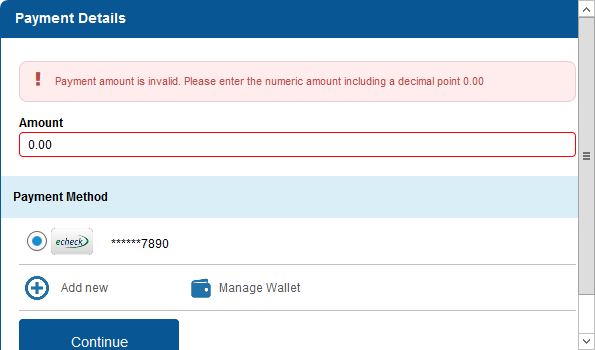 Payment Details
Payment amount is invalid. Please enter the numeric amount including a decimal point 0.00
Amount
0.00
Payment Method
echeck ******7890
Add new Manage Wallet
Continue